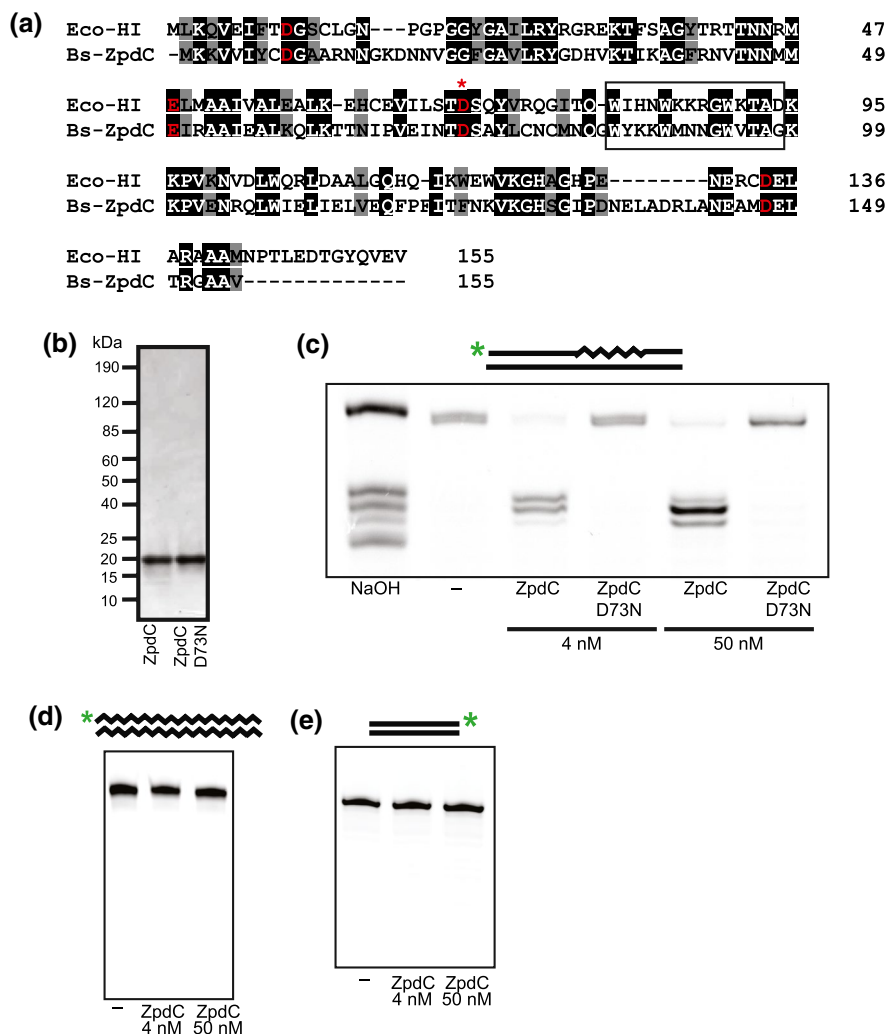 (a)
Eco-HI MLKQVEIFTDGSCLGN---PGPGGYGAILRYRGREKTFSAGYTRTTNNRM 47
Bs-ZpdC -MKKVVIYCDGAARNNGKDNNVGGFGAVLRYGDHVKTIKAGFRNVTNNMM 49
*
Eco-HI ELMAAIVALEALK-EHCEVILSTDSQYVRQGITQ-WIHNWKKRGWKTADK 95
Bs-ZpdC EIRAAIEALKQLKTTNIPVEINTDSAYLCNCMNQGWYKKWMNNGWVTAGK 99
Eco-HI KPVKNVDLWQRLDAALGQHQ-IKWEWVKGHAGHPE--------NERCDEL 136
Bs-ZpdC KPVENRQLWIELIELVEQFPFITFNKVKGHSGIPDNELADRLANEAMDEL 149
Eco-HI ARAAAMNPTLEDTGYQVEV 155
Bs-ZpdC TRGAAV------------- 155
(b)
kDa
190
120
85
60
50
40
25
20
15
10
ZpdC
ZpdC D73N
(c)
*
NaOH – ZpdC ZpdC D73N ZpdC ZpdC D73N
4 nM 50 nM
(d)
*
– ZpdC 4 nM ZpdC 50 nM
(e)
*
– ZpdC 4 nM ZpdC 50 nM